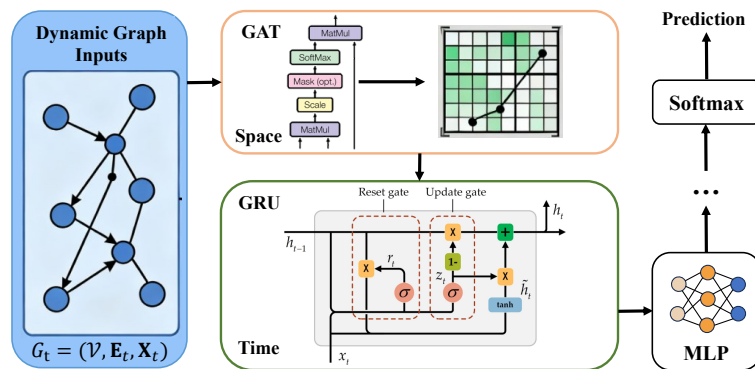 Dynamic Graph
Inputs
G_t = (𝒱, E_t, X_t)
GAT
MatMul
SoftMax
Mask (opt.)
Scale
MatMul
Space
GRU
Reset gate
Update gate
h_t
h_{t-1}
x
x
+
r_t
z_t
1-
x
h̃_t
σ
σ
tanh
x_t
Time
Prediction
Softmax
...
MLP